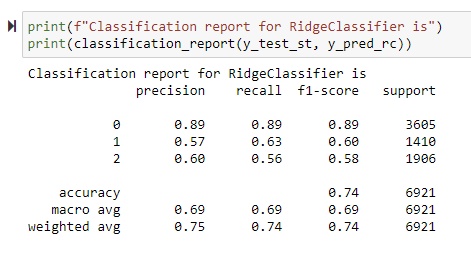 print(f"Classification report for RidgeClassifier is")
print(classification_report(y_test_st, y_pred_rc))
Classification report for RidgeClassifier is
precision recall f1-score support
0 0.89 0.89 0.89 3605
1 0.57 0.63 0.60 1410
2 0.60 0.56 0.58 1906
accuracy 0.74 6921
macro avg 0.69 0.69 0.69 6921
weighted avg 0.75 0.74 0.74 6921